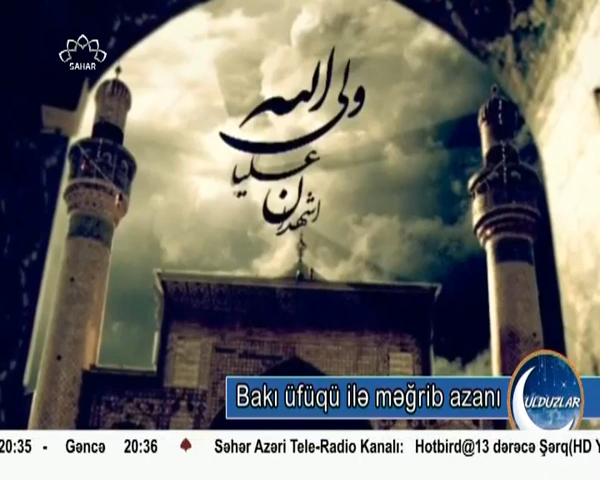 SAHAR
اشهد ان علیا ولی الله
Bakı üfüqü ilə məğrib azanı
ULDUZLAR
20:35 - Gəncə 20:36 ♠ Səhər Azəri Tele-Radio Kanalı: Hotbird@13 dərəcə Şərq(HD Y